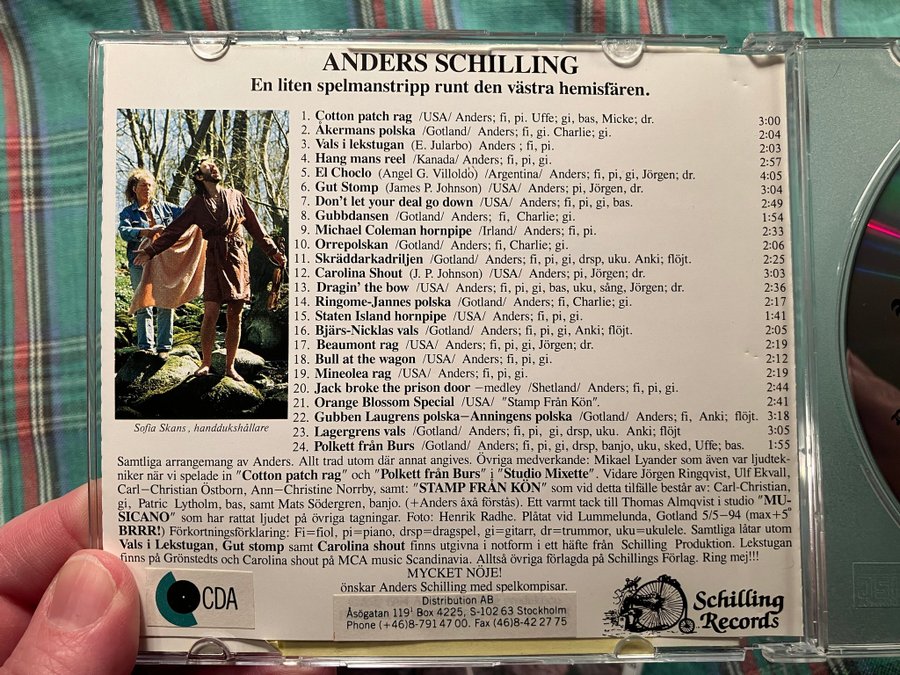 ANDERS SCHILLING
En liten spelmanstripp runt den västra hemisfären.
1. Cotton patch rag /USA/ Anders; fi, pi. Uffe; gi, bas, Micke; dr. 3:00
2. Åkermans polska /Gotland/ Anders; fi, gi. Charlie; gi. 2:04
3. Vals i lekstugan (E. Jularbo) Anders ; fi, pi. 2:03
4. Hang mans reel /Kanada/ Anders; fi, pi, gi. 2:57
5. El Choclo (Angel G. Villoldo) /Argentina/ Anders; fi, pi, gi, Jörgen; dr. 4:05
6. Gut Stomp (James P. Johnson) /USA/ Anders; pi, Jörgen, dr. 3:04
7. Don't let your deal go down /USA/ Anders; fi, pi, gi, bas. 2:49
8. Gubbdansen /Gotland/ Anders; fi, Charlie; gi. 1:54
9. Michael Coleman hornpipe /Irland/ Anders; fi, pi. 2:33
10. Orrepolskan /Gotland/ Anders; fi, Charlie; gi. 2:06
11. Skräddarkadriljen /Gotland/ Anders; fi, pi, gi, drsp, uku. Anki; flöjt. 2:25
12. Carolina Shout (J. P. Johnson) /USA/ Anders; pi, Jörgen; dr. 3:03
13. Dragin' the bow /USA/ Anders; fi, pi, gi, bas, uku, sång, Jörgen; dr. 2:36
14. Ringome-Jannes polska /Gotland/ Anders; fi, Charlie; gi. 2:17
15. Staten Island hornpipe /USA/ Anders; fi, pi, gi. 1:41
16. Bjärs-Nicklas vals /Gotland/ Anders; fi, pi, gi, Anki; flöjt. 2:05
17. Beaumont rag /USA/ Anders; fi, pi, gi, Jörgen; dr. 2:19
18. Bull at the wagon /USA/ Anders; fi, pi, gi. 2:12
19. Mineolea rag /USA/ Anders; fi, pi, gi. 2:19
20. Jack broke the prison door –medley /Shetland/ Anders; fi, pi, gi. 2:44
21. Orange Blossom Special /USA/ "Stamp Från Kön". 2:41
22. Gubben Laugrens polska–Anningens polska /Gotland/ Anders; fi, Anki; flöjt. 3:18
23. Lagergrens vals /Gotland/ Anders; fi, pi, gi, drsp, uku. Anki; flöjt 3:05
24. Polkett från Burs /Gotland/ Anders; fi, pi, gi, drsp, banjo, uku, sked, Uffe; bas. 1:55
Sofia Skans, handdukshållare
Samtliga arrangemang av Anders. Allt trad utom där annat angives. Övriga medverkande: Mikael Lyander som även var ljudtek-
niker när vi spelade in "Cotton patch rag" och "Polkett från Burs" i "Studio Mixette". Vidare Jörgen Ringqvist, Ulf Ekvall,
Carl–Christian Östborn, Ann–Christine Norrby, samt: "STAMP FRÅN KÖN" som vid detta tillfälle består av: Carl-Christian,
gi, Patric Lytholm, bas, samt Mats Södergren, banjo. (+Anders åxå förstås). Ett varmt tack till Thomas Almqvist i studio "MU-
SICANO" som har rattat ljudet på övriga tagningar. Foto: Henrik Radhe. Plåtat vid Lummelunda, Gotland 5/5–94 (max+5°
BRRR!) Förkortningsförklaring: Fi=fiol, pi=piano, drsp=dragspel, gi=gitarr, dr=trummor, uku=ukulele. Samtliga låtar utom
Vals i Lekstugan, Gut stomp samt Carolina shout finns utgivna i notform i ett häfte från Schilling Produktion. Lekstugan
finns på Grönstedts och Carolina shout på MCA music Scandinavia. Alltså övriga förlagda på Schillings Förlag. Ring mej!!!
MYCKET NÖJE!
önskar Anders Schilling med spelkompisar.
CDA
Distribution AB
Åsögatan 119 Box 4225, S-102 63 Stockholm
Phone (+46)8-791 47 00. Fax (46)8-42 27 75
Schilling
Records